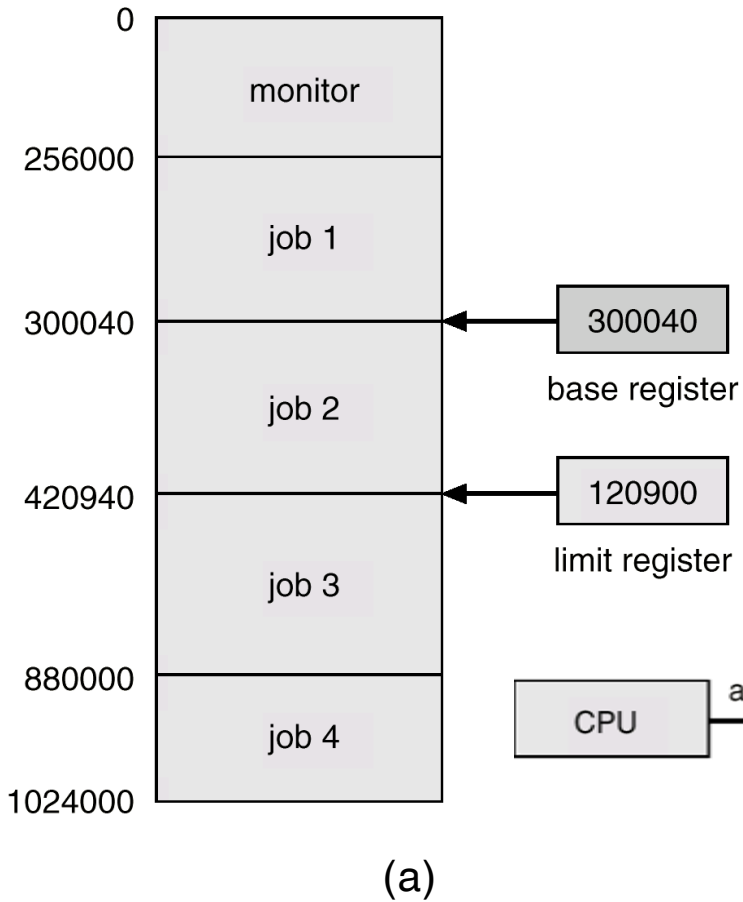 0
monitor
256000
job 1
300040
300040
base register
job 2
420940
120900
limit register
job 3
880000
CPU
a
job 4
1024000
(a)